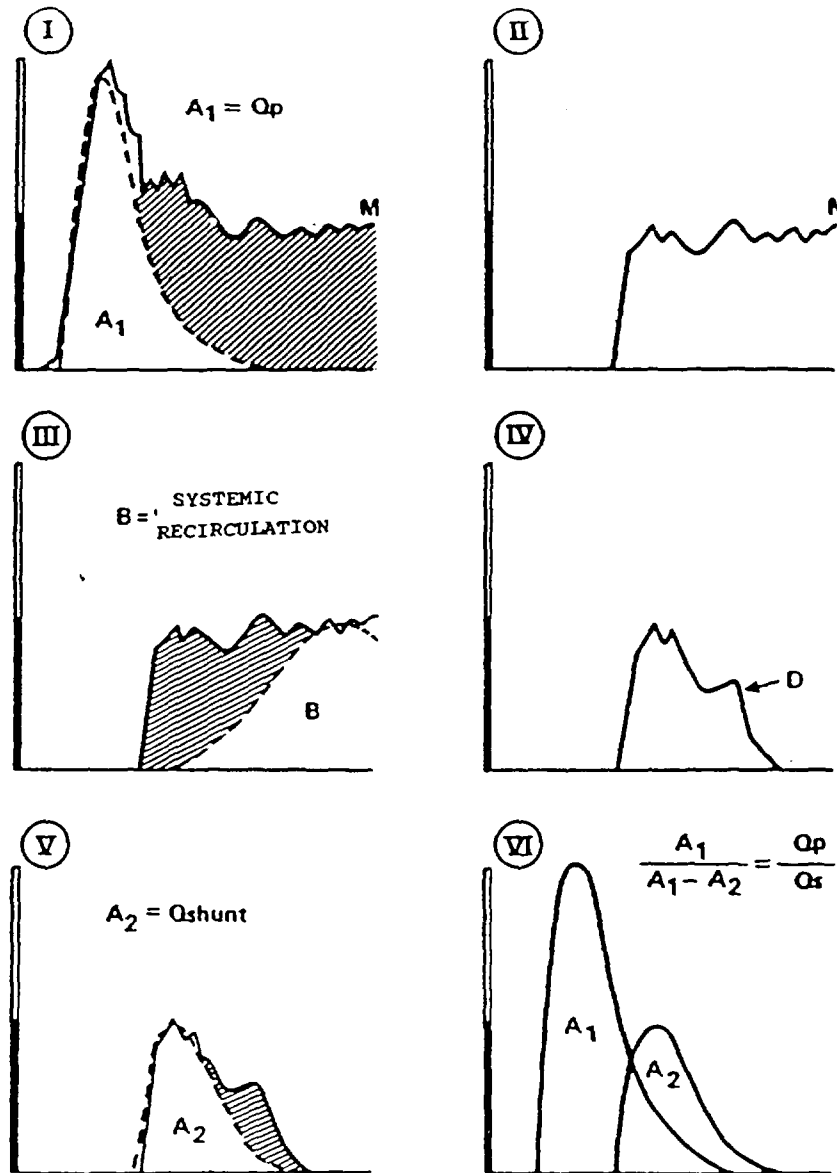 I
A₁ = Qp
M
A₁
II
III
B = SYSTEMIC
RECIRCULATION
B
IV
D
V
A₂ = Qshunt
A₂
VI
A₁ / A₁ − A₂ = Qp / Qs
A₁
A₂